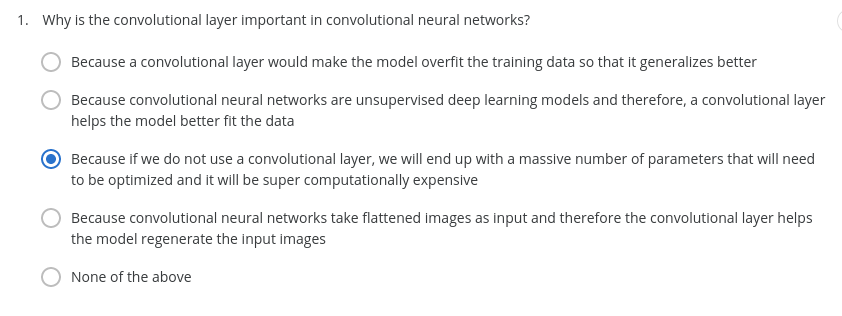 1. Why is the convolutional layer important in convolutional neural networks?
Because a convolutional layer would make the model overfit the training data so that it generalizes better
Because convolutional neural networks are unsupervised deep learning models and therefore, a convolutional layer
helps the model better fit the data
Because if we do not use a convolutional layer, we will end up with a massive number of parameters that will need
to be optimized and it will be super computationally expensive
Because convolutional neural networks take flattened images as input and therefore the convolutional layer helps
the model regenerate the input images
None of the above